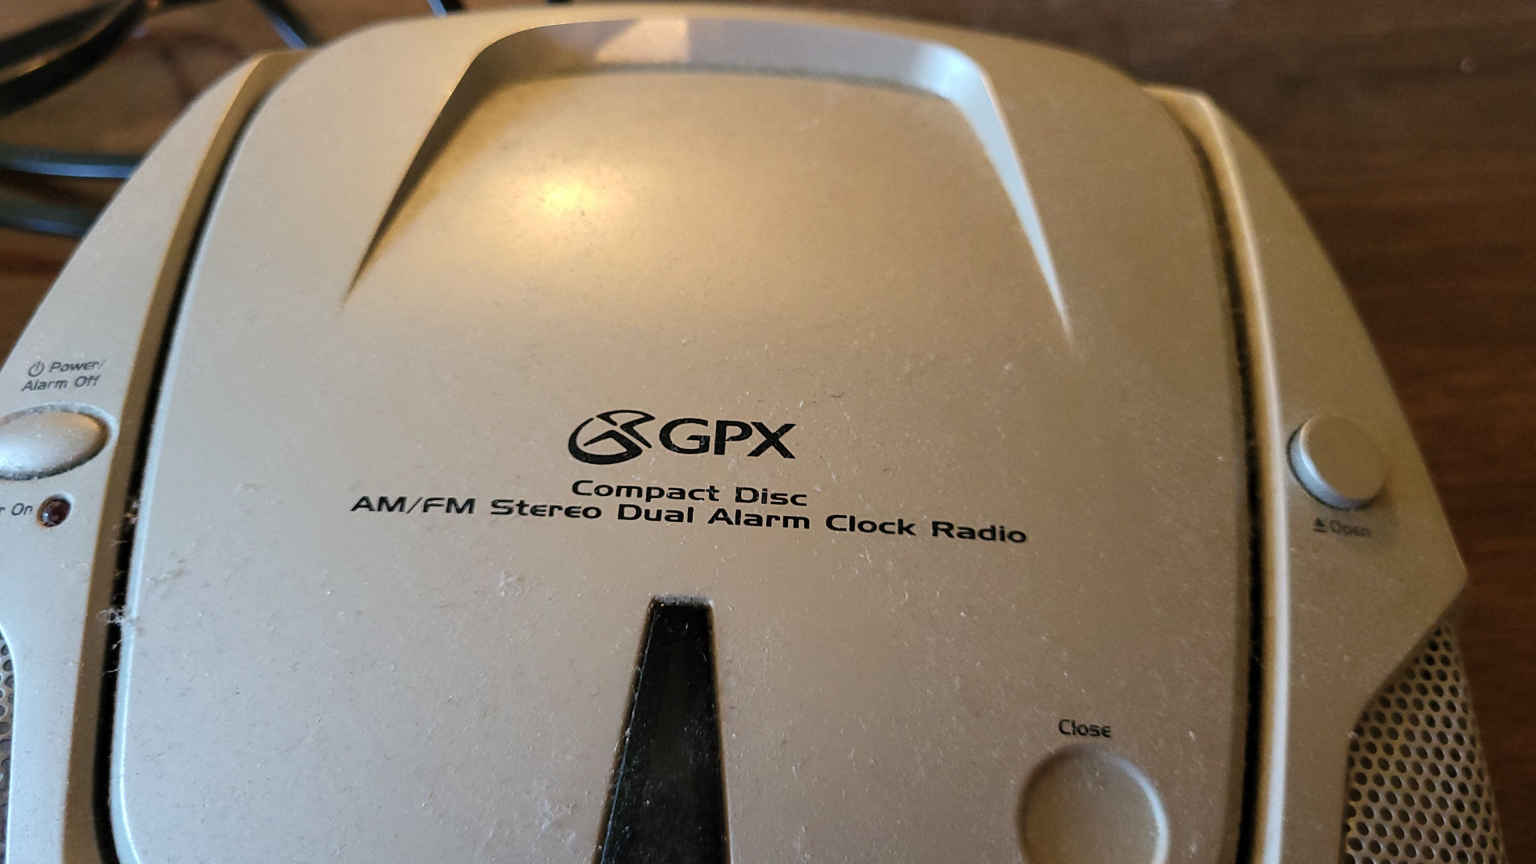 Power/
Alarm Off
On
GPX
Compact Disc
AM/FM Stereo Dual Alarm Clock Radio
Open
Close